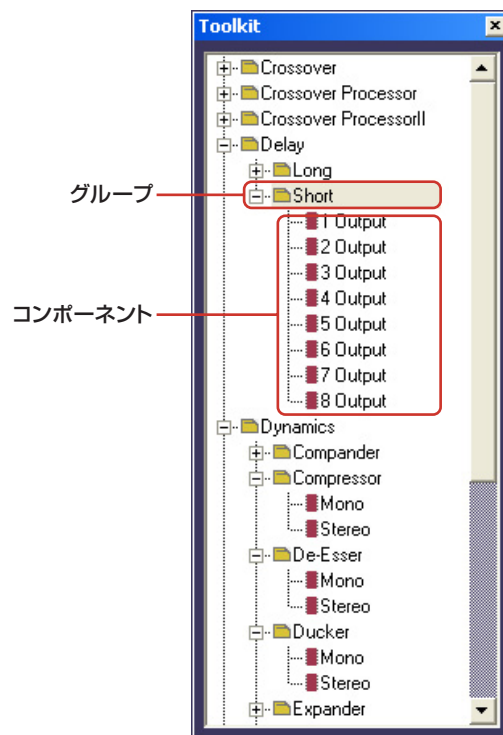 Toolkit
Crossover
Crossover Processor
Crossover ProcessorII
Delay
Long
グループ
Short
1 Output
2 Output
3 Output
4 Output
コンポーネント
5 Output
6 Output
7 Output
8 Output
Dynamics
Compander
Compressor
Mono
Stereo
De-Esser
Mono
Stereo
Ducker
Mono
Stereo
Expander